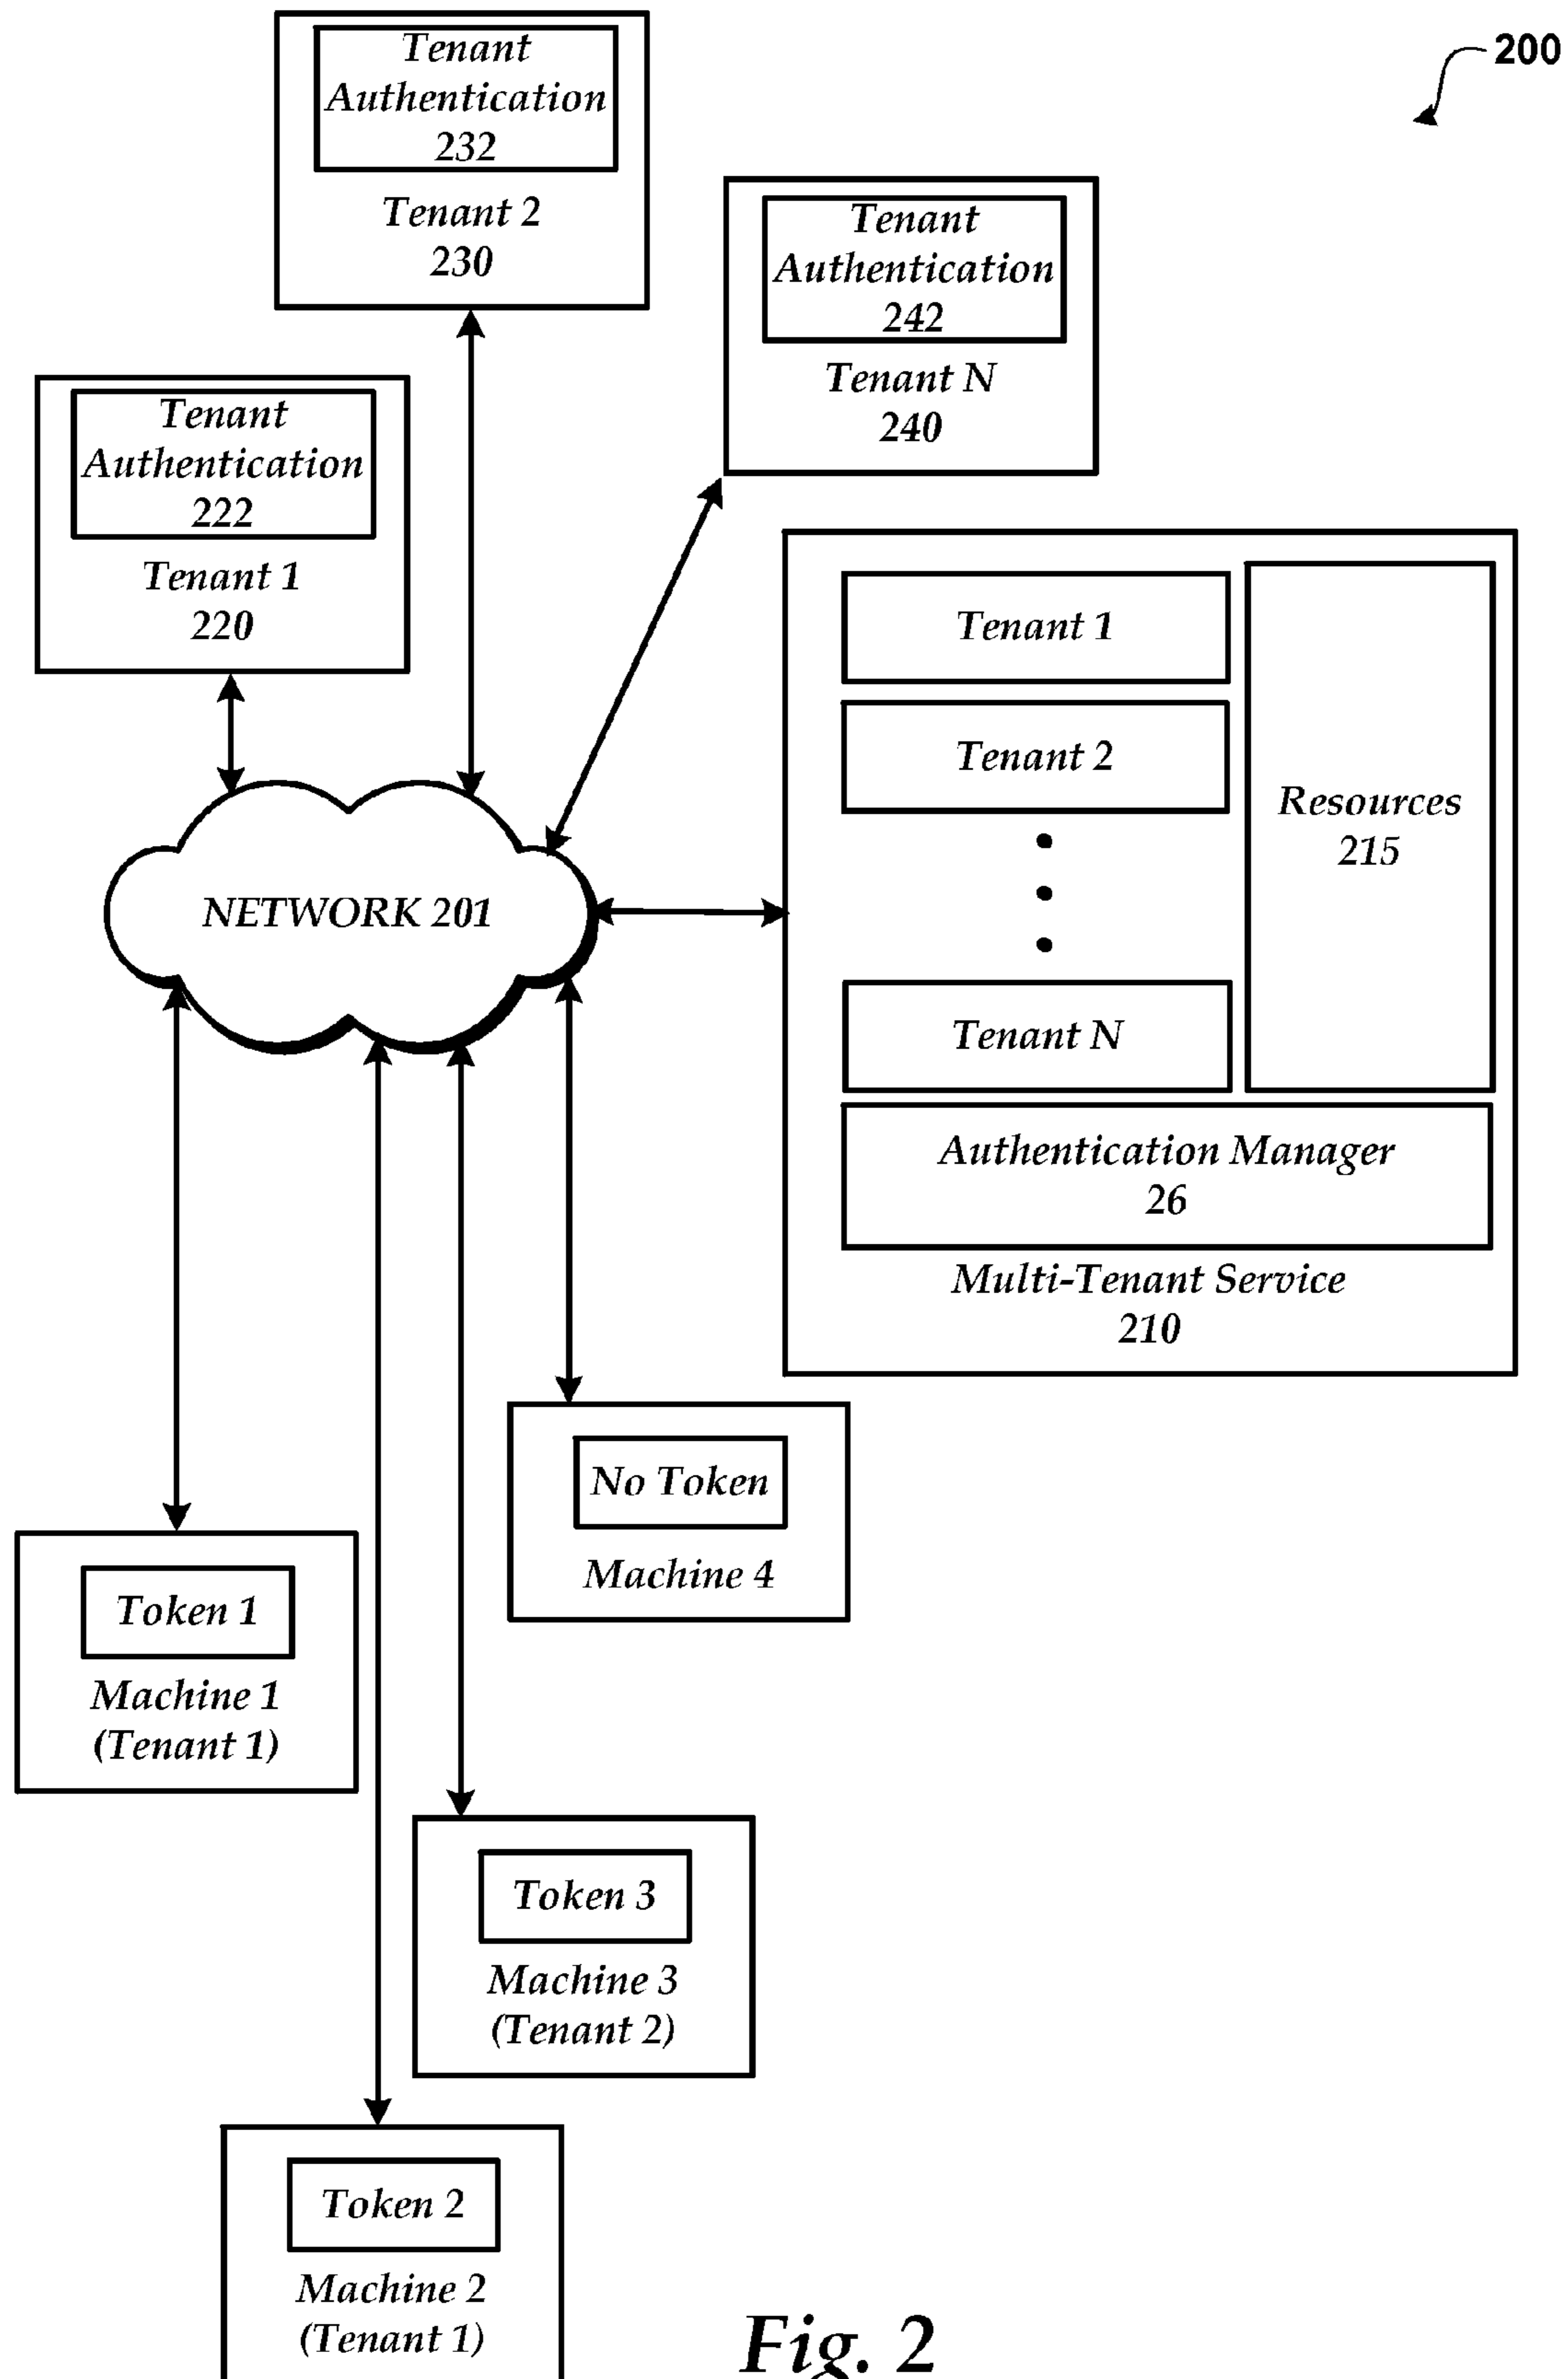 200
Tenant
Authentication
232
Tenant 2
230
Tenant
Authentication
242
Tenant N
240
Tenant
Authentication
222
Tenant 1
220
Tenant 1
Tenant 2
Resources
215
NETWORK 201
Tenant N
Authentication Manager
26
Multi-Tenant Service
210
No Token
Machine 4
Token 1
Machine 1
(Tenant 1)
Token 3
Machine 3
(Tenant 2)
Token 2
Machine 2
(Tenant 1)
Fig. 2